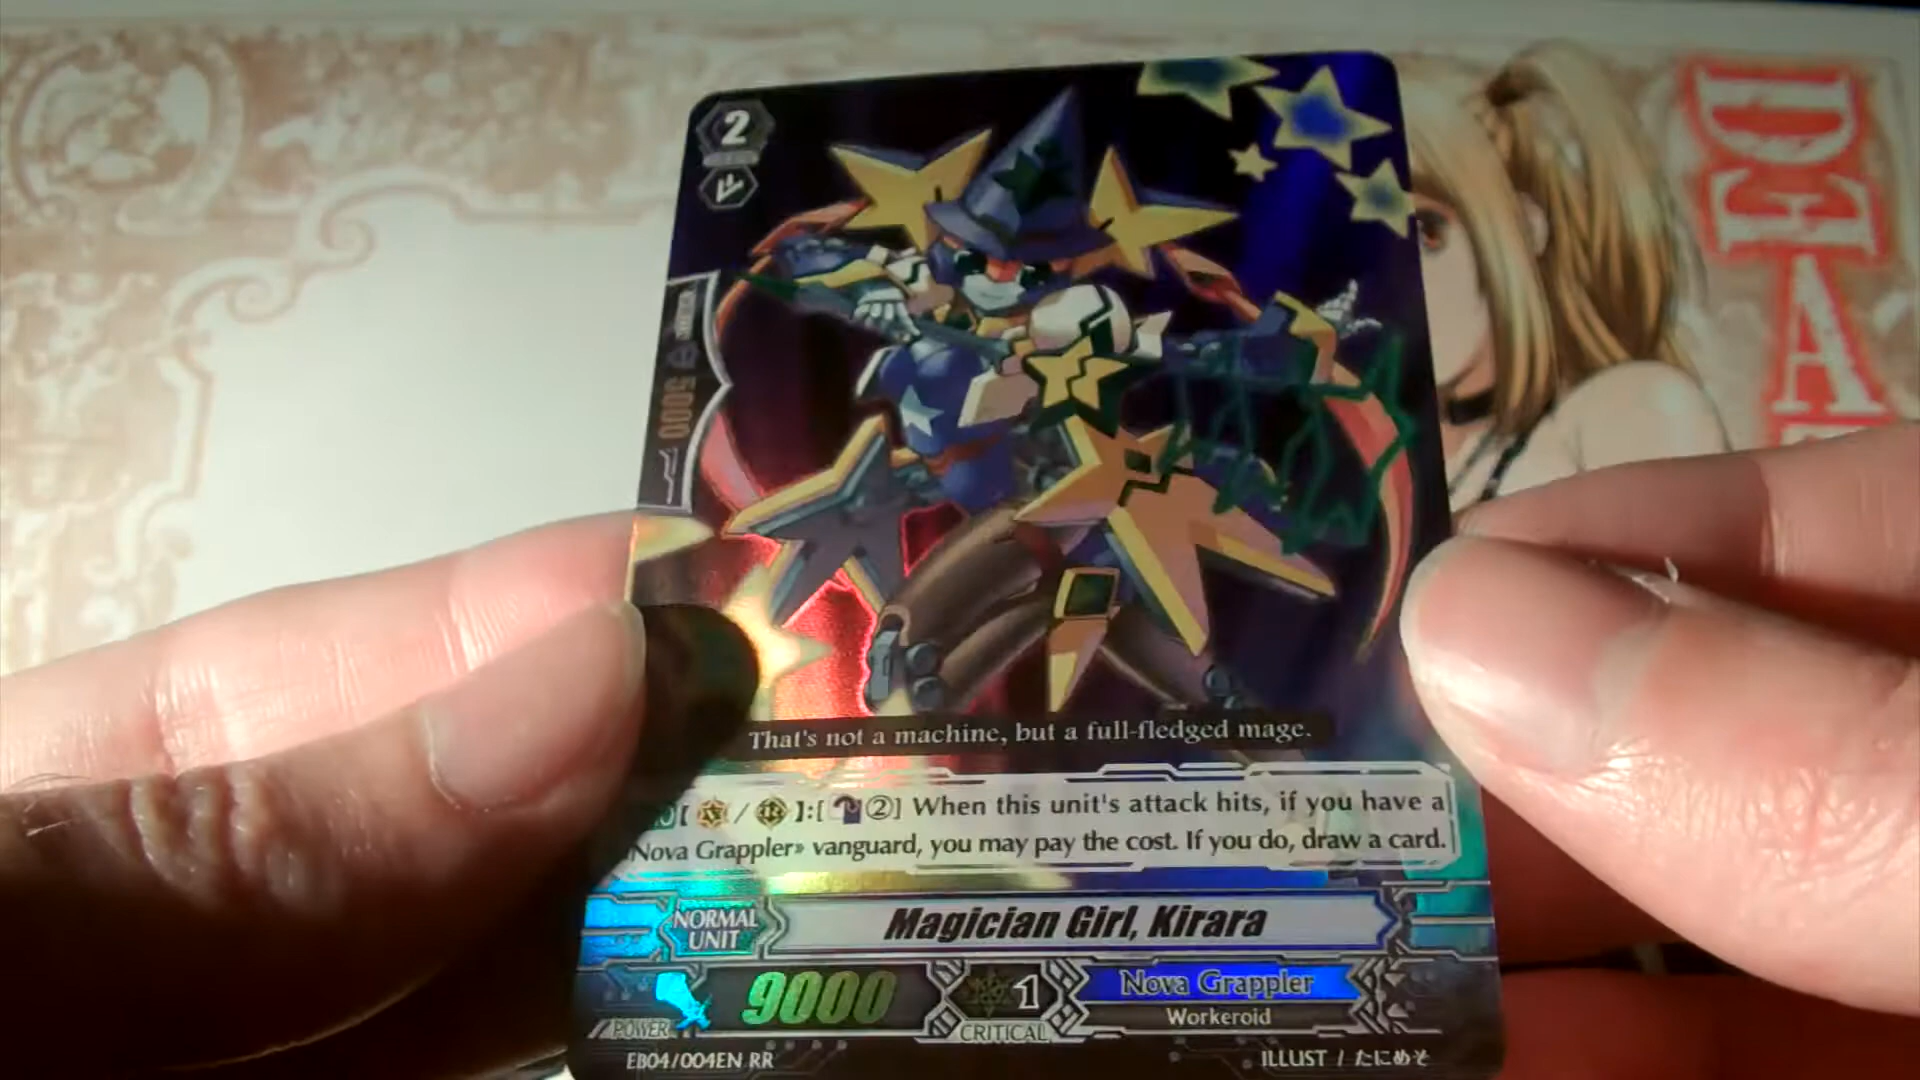 2
DEA
5000
That's not a machine, but a full-fledged mage.
[ / ]:[ ②] When this unit's attack hits, if you have a
Nova Grappler» vanguard, you may pay the cost. If you do, draw a card.
NORMAL
UNIT
Magician Girl, Kirara
POWER
9000
1
CRITICAL
Nova Grappler
Workeroid
EB04/004EN RR
ILLUST / たにめそ